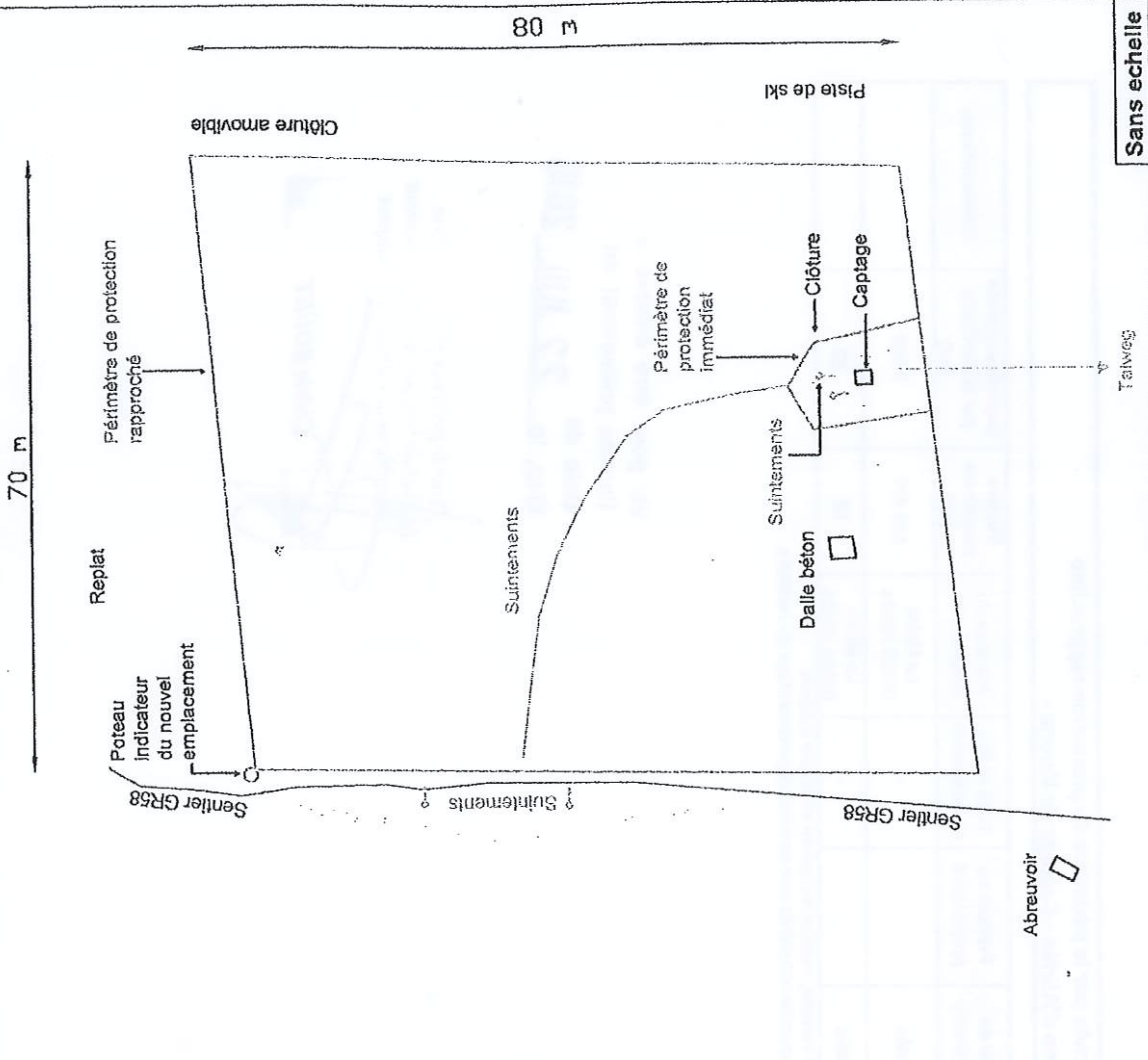 80 m
Piste de ski
Clôture amovible
70 m
Périmètre de protection
rapproché
Replat
Poteau
indicateur
du nouvel
emplacement
Sentier GR58
Suintements
Suintements
Périmètre de
protection
immédiat
Clôture
Captage
Suintements
Dalle béton
Sentier GR58
Abreuvoir
Talweg
Sans echelle